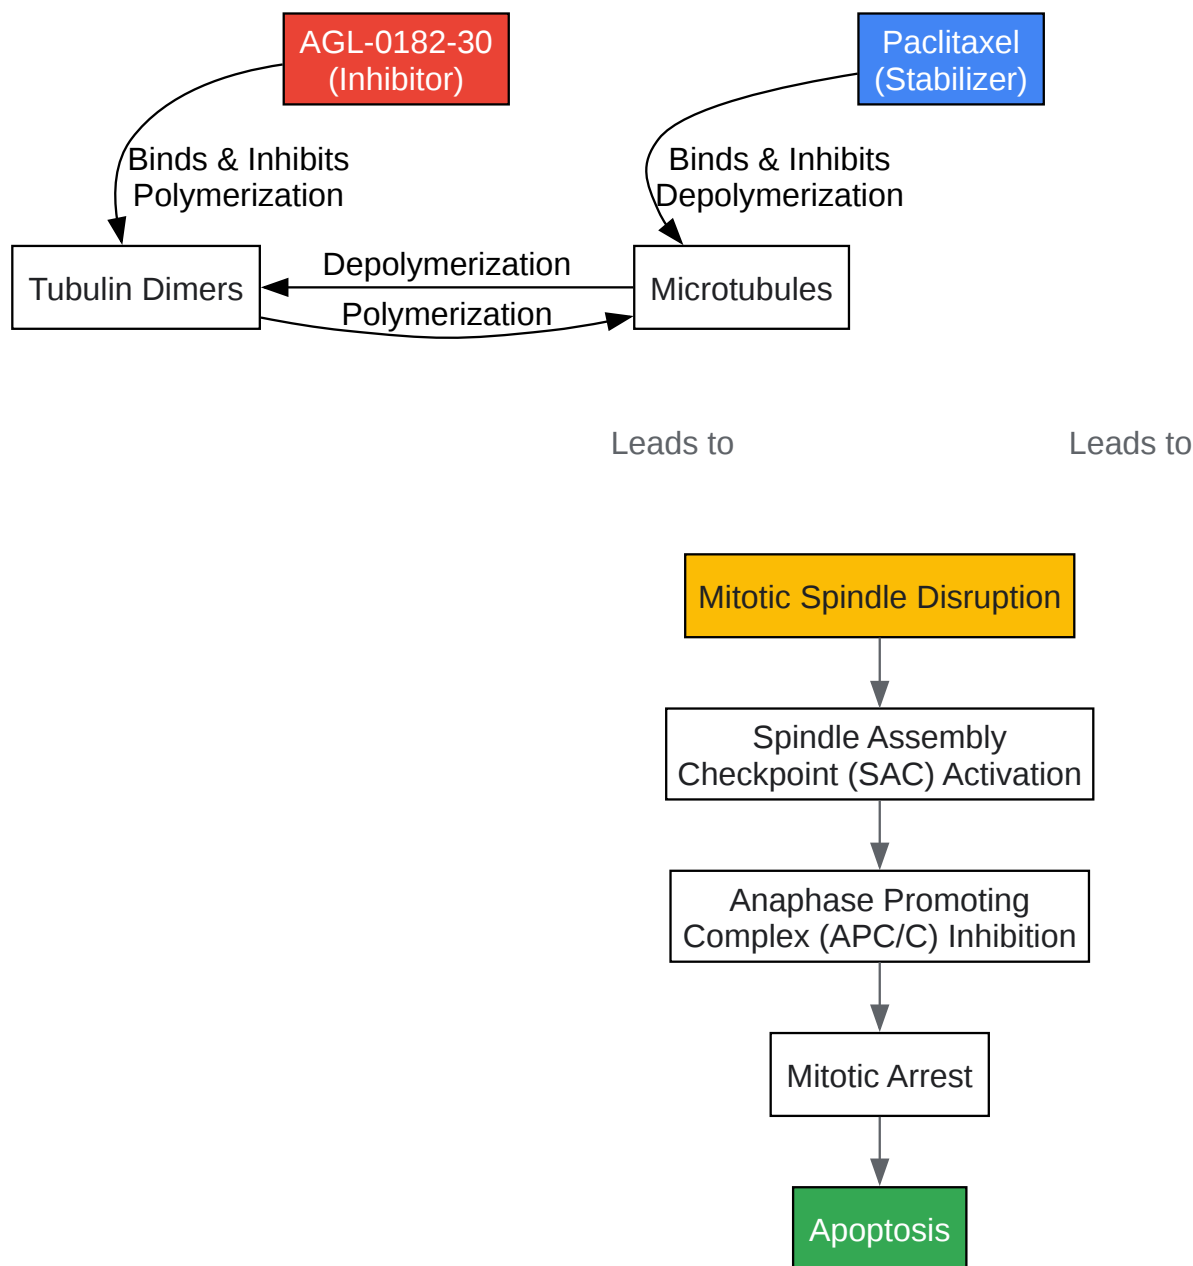 AGL-0182-30
(Inhibitor)
Paclitaxel
(Stabilizer)
Binds & Inhibits
Polymerization
Binds & Inhibits
Depolymerization
Tubulin Dimers
Depolymerization
Polymerization
Microtubules
Leads to
Leads to
Mitotic Spindle Disruption
Spindle Assembly
Checkpoint (SAC) Activation
Anaphase Promoting
Complex (APC/C) Inhibition
Mitotic Arrest
Apoptosis